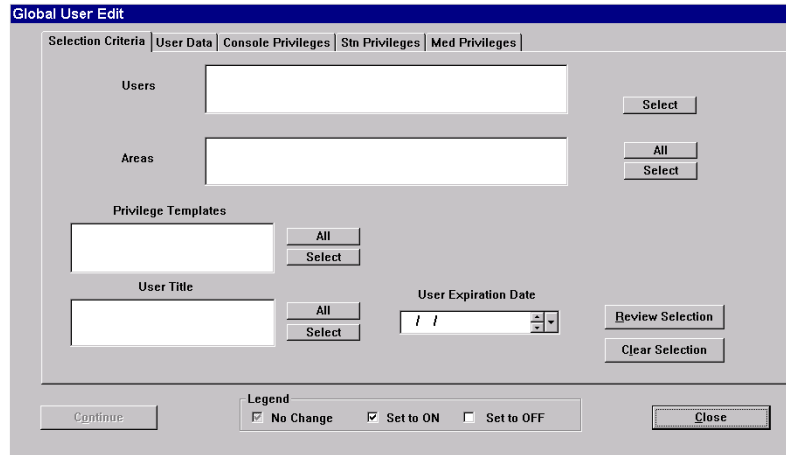 Global User Edit
Selection Criteria User Data Console Privileges Stn Privileges Med Privileges
Users
Select
Areas
All
Select
Privilege Templates
All
Select
User Title
All
Select
User Expiration Date
/ /
Review Selection
Clear Selection
Continue
Legend
No Change Set to ON Set to OFF
Close